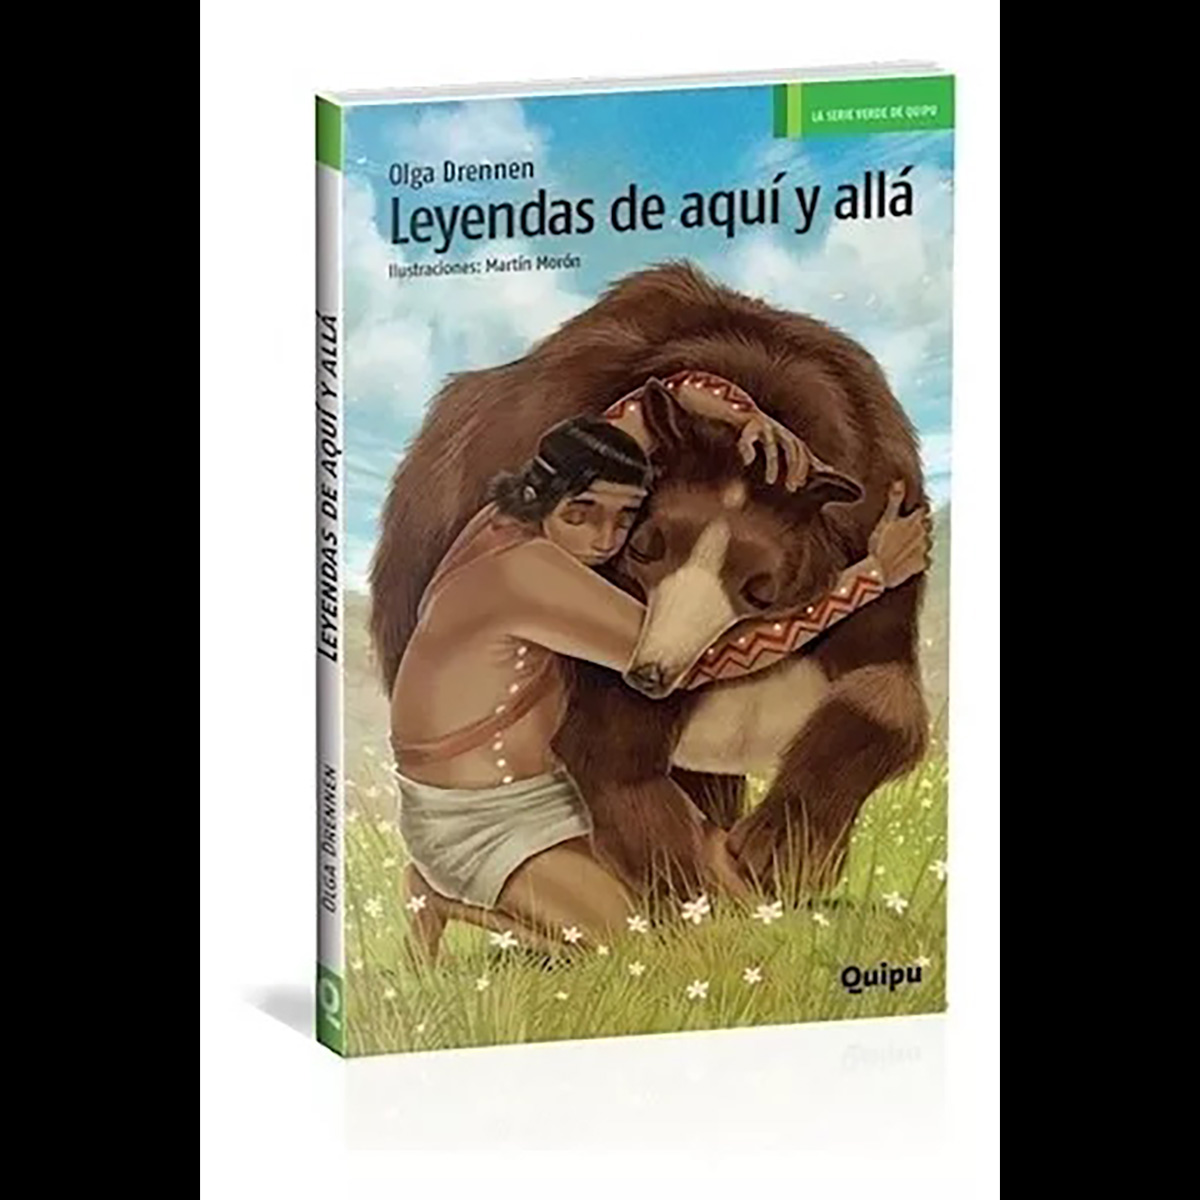 LA SERIE VERDE DE QUIPU
Olga Drennen
Leyendas de aquí y allá
Ilustraciones: Martín Morón
LEYENDAS DE AQUÍ Y ALLÁ
OLGA DRENNEN
Q
Quipu